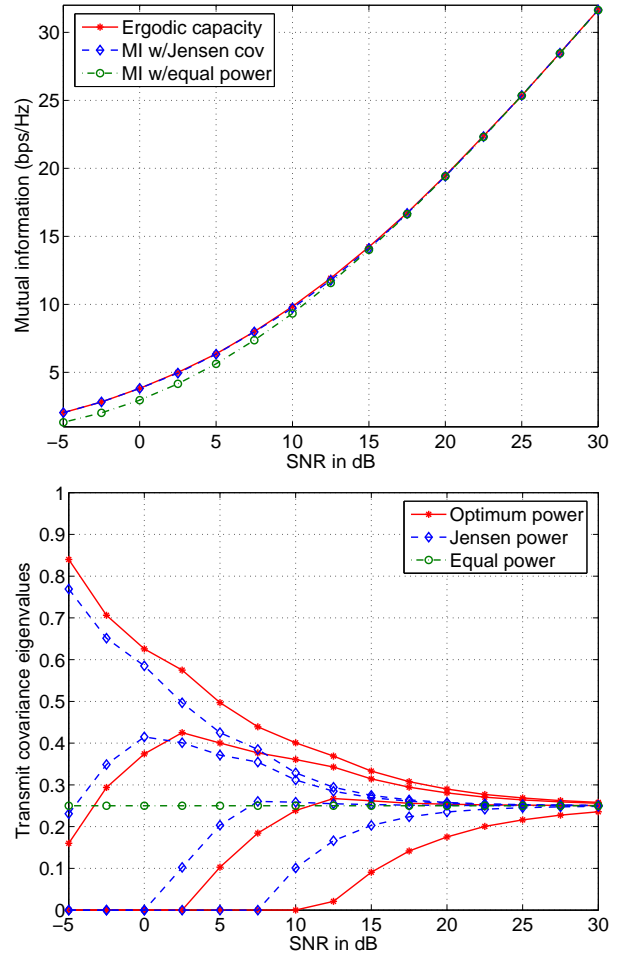 Ergodic capacity
MI w/Jensen cov
MI w/equal power
Mutual information (bps/Hz)
30
25
20
15
10
5
−5 0 5 10 15 20 25 30
SNR in dB
Optimum power
Jensen power
Equal power
Transmit covariance eigenvalues
1
0.9
0.8
0.7
0.6
0.5
0.4
0.3
0.2
0.1
0
−5 0 5 10 15 20 25 30
SNR in dB